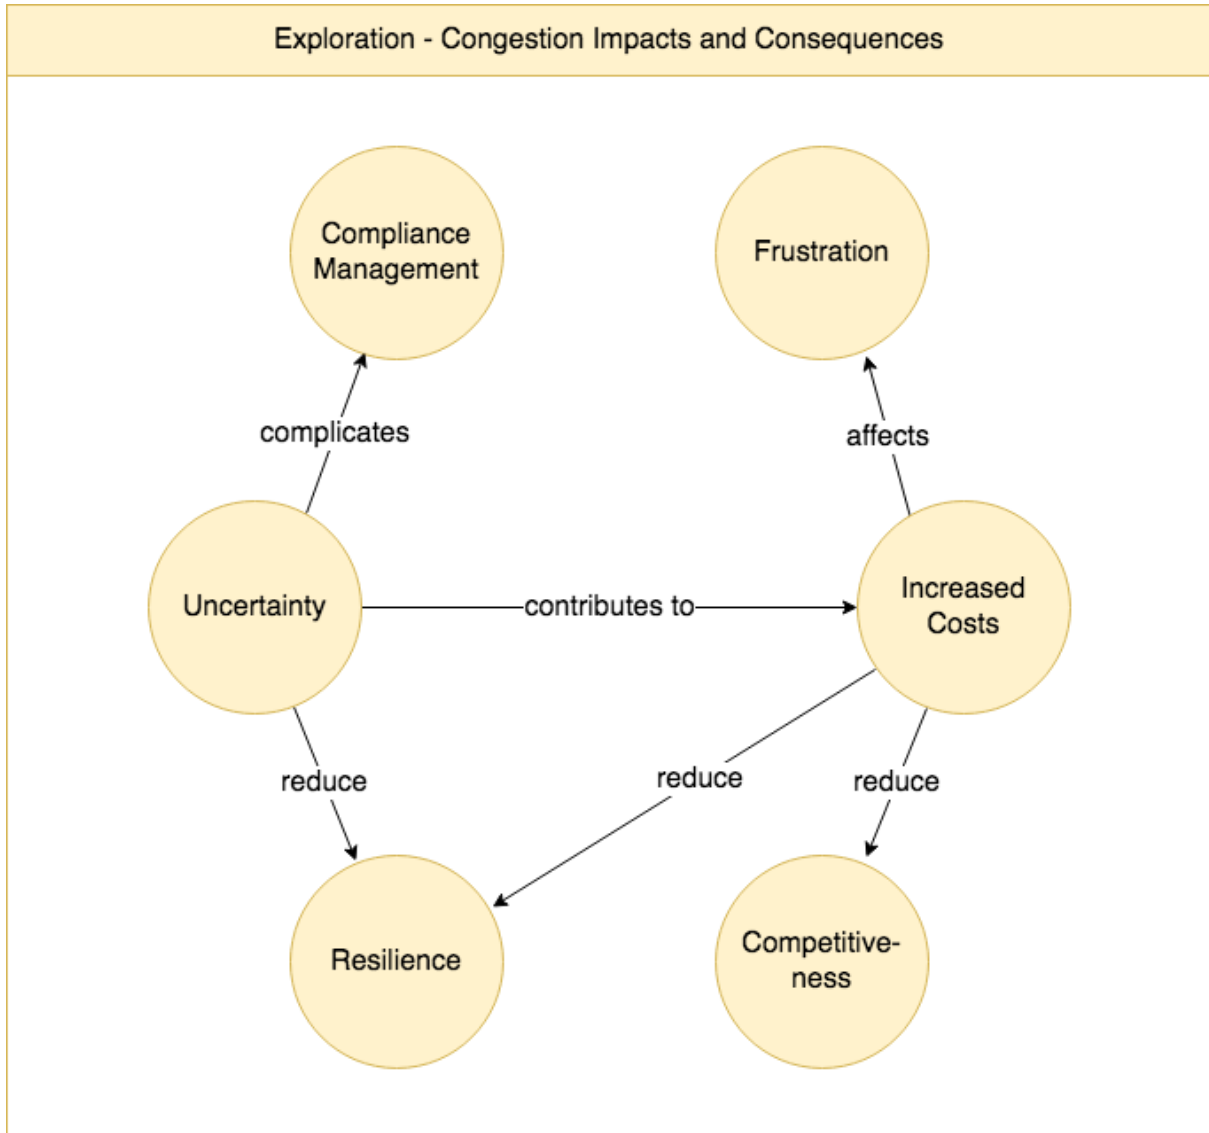 Exploration - Congestion Impacts and Consequences
Compliance
Management
Frustration
complicates
affects
Uncertainty
contributes to
Increased
Costs
reduce
reduce
reduce
Resilience
Competitive-
ness